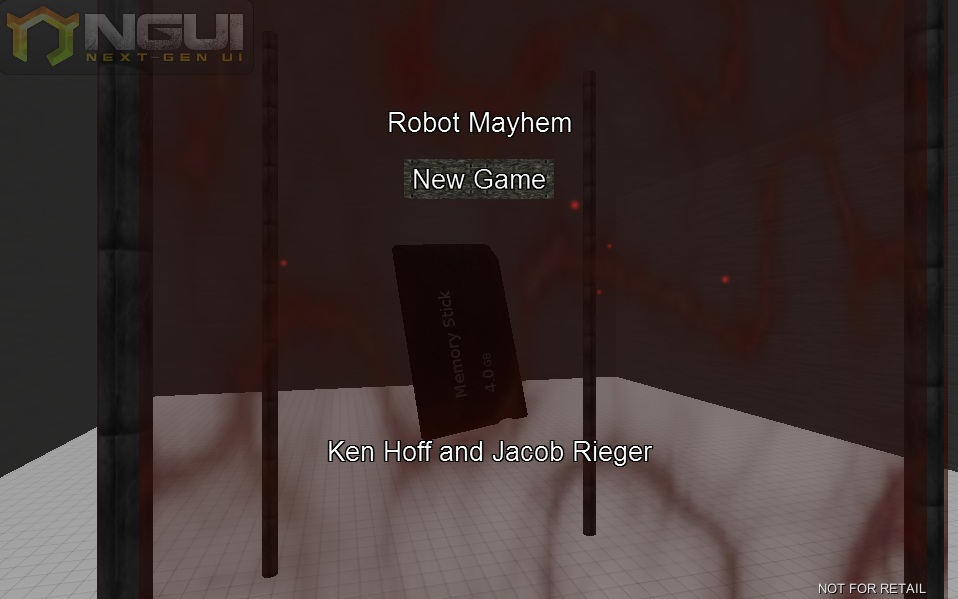 NGUI
NEXT-GEN UI
Robot Mayhem
New Game
Memory Stick
4.0GB
Ken Hoff and Jacob Rieger
NOT FOR RETAIL